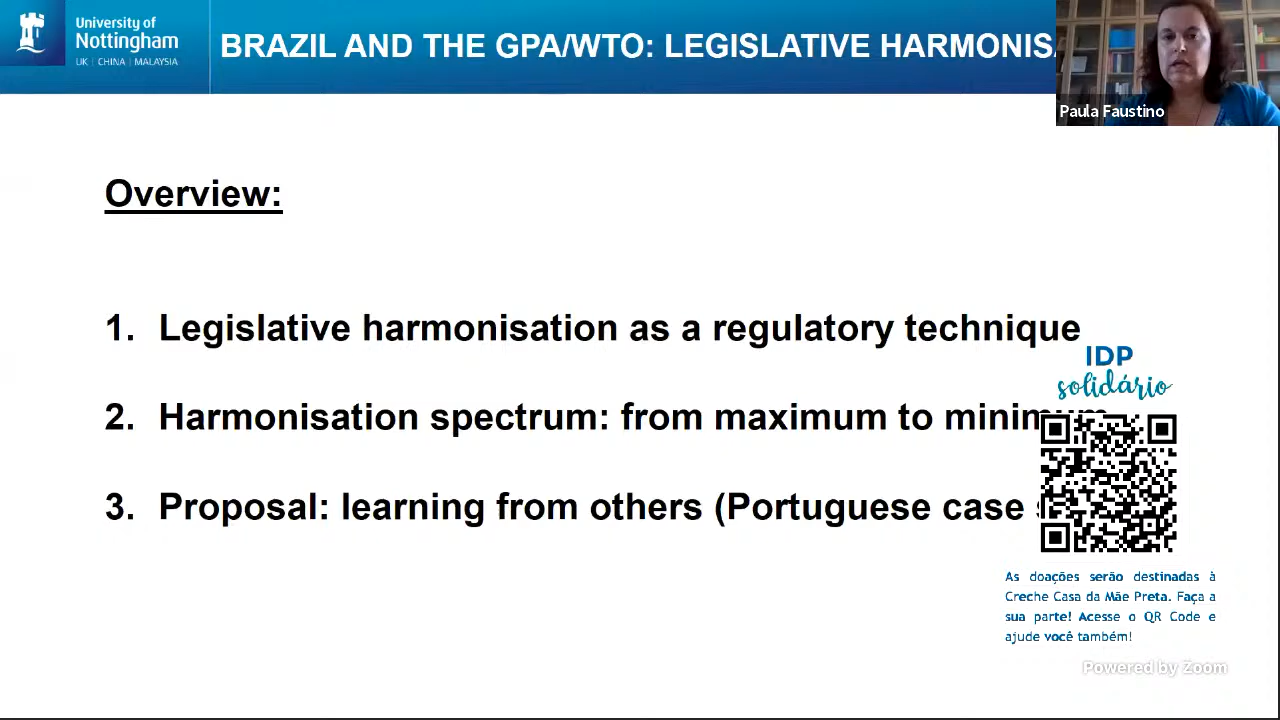 University of
Nottingham
UK | CHINA | MALAYSIA
BRAZIL AND THE GPA/WTO: LEGISLATIVE
Paula Faustino
Overview:
1. Legislative harmonisation as a regulatory technique
IDP
solidário
2. Harmonisation spectrum: from maximum to minimum
3. Proposal: learning from others (Portuguese case
As doações serão destinadas à
Creche Casa da Mãe Preta. Faça a
sua parte! Acesse o QR Code e
ajude você também!
Powered by Zoom